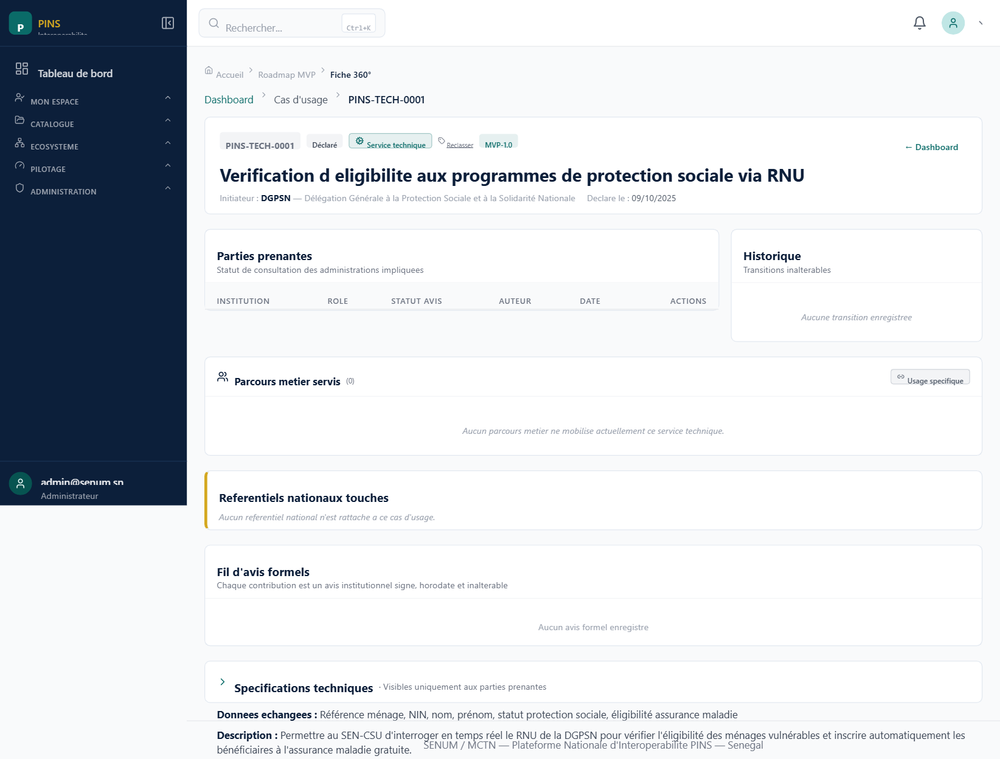 P PINS
Interoperabilite
Rechercher... Ctrl+K
Tableau de bord
MON ESPACE
CATALOGUE
ECOSYSTEME
PILOTAGE
ADMINISTRATION
admin@senum.sn
Administrateur
Accueil > Roadmap MVP > Fiche 360°
Dashboard > Cas d'usage > PINS-TECH-0001
PINS-TECH-0001 Déclaré Service technique Reclasser MVP-1.0
← Dashboard
Verification d eligibilite aux programmes de protection sociale via RNU
Initiateur : DGPSN — Délégation Générale à la Protection Sociale et à la Solidarité Nationale Declare le : 09/10/2025
Parties prenantes
Statut de consultation des administrations impliquees
INSTITUTION ROLE STATUT AVIS AUTEUR DATE ACTIONS
Historique
Transitions inalterables
Aucune transition enregistree
Parcours metier servis (0)
Usage specifique
Aucun parcours metier ne mobilise actuellement ce service technique.
Referentiels nationaux touches
Aucun referentiel national n'est rattache a ce cas d'usage.
Fil d'avis formels
Chaque contribution est un avis institutionnel signe, horodate et inalterable
Aucun avis formel enregistre
Specifications techniques · Visibles uniquement aux parties prenantes
Donnees echangees : Référence ménage, NIN, nom, prénom, statut protection sociale, éligibilité assurance maladie
Description : Permettre au SEN-CSU d'interroger en temps réel le RNU de la DGPSN pour vérifier l'éligibilité des ménages vulnérables et inscrire automatiquement les
bénéficiaires à l'assurance maladie gratuite.
SENUM / MCTN — Plateforme Nationale d'Interoperabilite PINS — Senegal